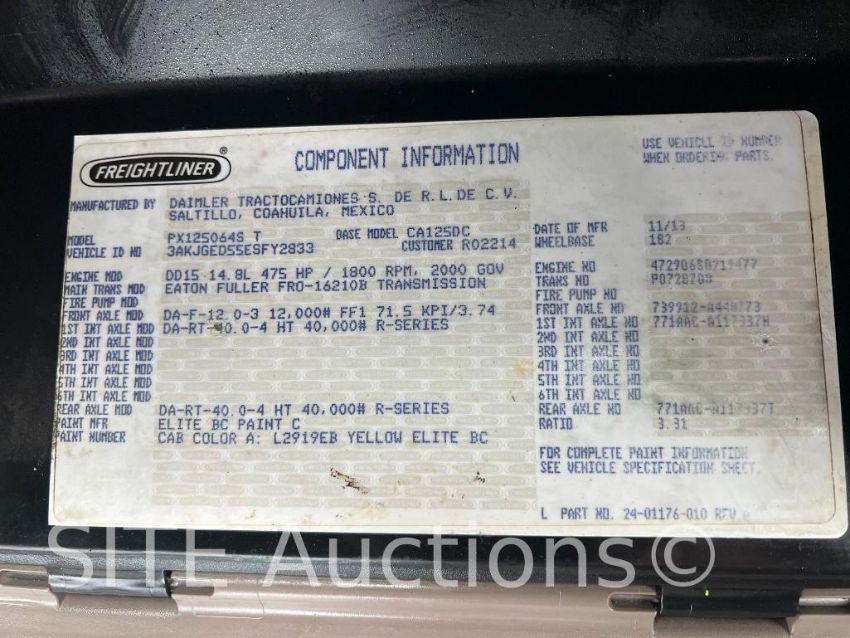 FREIGHTLINER
COMPONENT INFORMATION
USE VEHICLE ID NUMBER
WHEN ORDERING PARTS.
MANUFACTURED BY DAIMLER TRACTOCAMIONES S. DE R.L. DE C.V.
SALTILLO, COAHUILA, MEXICO
MODEL PX125064S T BASE MODEL CA125DC
VEHICLE ID NO 3AKJGED55ESFY2833 CUSTOMER R02214
DATE OF MFR 11/13
WHEELBASE 182
ENGINE MOD DD15 14.8L 475 HP / 1800 RPM, 2000 GOV
MAIN TRANS MOD EATON FULLER FRO-16210B TRANSMISSION
FIRE PUMP MOD
FRONT AXLE MOD DA-F-12.0-3 12,000# FF1 71.5 KPI/3.74
1ST INT AXLE MOD DA-RT-40.0-4 HT 40,000# R-SERIES
2ND INT AXLE MOD
3RD INT AXLE MOD
4TH INT AXLE MOD
5TH INT AXLE MOD
6TH INT AXLE MOD
REAR AXLE MOD DA-RT-40.0-4 HT 40,000# R-SERIES
PAINT MFR ELITE BC PAINT C
PAINT NUMBER CAB COLOR A: L2919EB YELLOW ELITE BC
ENGINE NO
TRANS NO
FIRE PUMP NO
FRONT AXLE NO
1ST INT AXLE NO
2ND INT AXLE NO
3RD INT AXLE NO
4TH INT AXLE NO
5TH INT AXLE NO
6TH INT AXLE NO
REAR AXLE NO
RATIO 3.31
FOR COMPLETE PAINT INFORMATION
SEE VEHICLE SPECIFICATION SHEET.
L PART NO. 24-01176-010 REV
SITE Auctions©